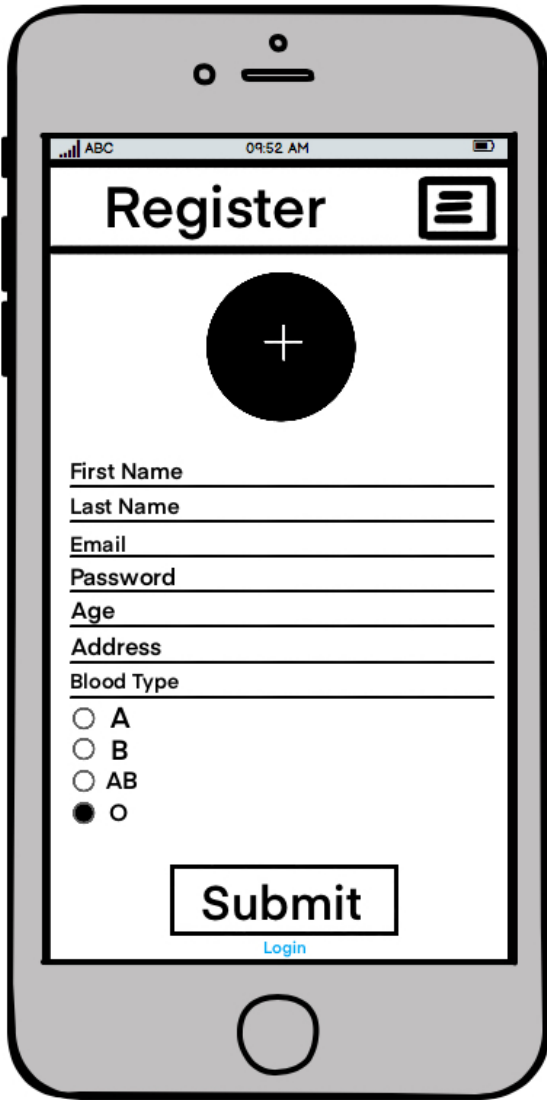 ABC 09:52 AM
Register
+
First Name
Last Name
Email
Password
Age
Address
Blood Type
A
B
AB
O
Submit
Login